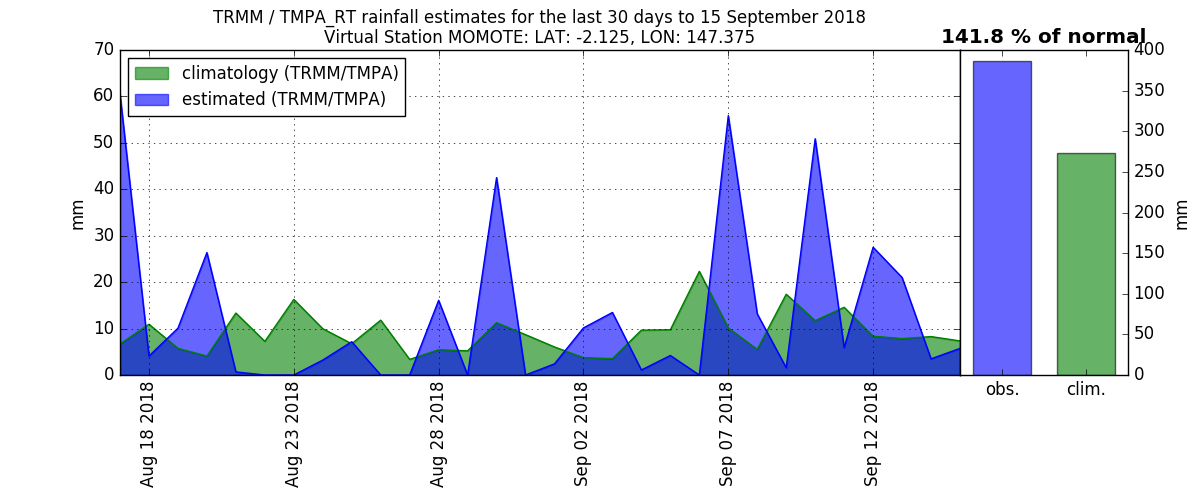 TRMM / TMPA_RT rainfall estimates for the last 30 days to 15 September 2018
Virtual Station MOMOTE: LAT: -2.125, LON: 147.375
141.8 % of normal
climatology (TRMM/TMPA)
estimated (TRMM/TMPA)
70
60
50
40
30
20
10
0
mm
Aug 18 2018
Aug 23 2018
Aug 28 2018
Sep 02 2018
Sep 07 2018
Sep 12 2018
400
350
300
250
200
150
100
50
0
mm
obs.
clim.